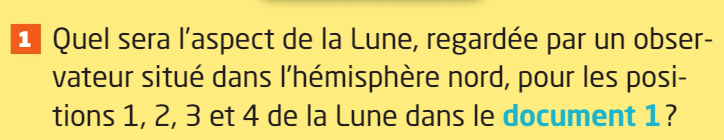 1 Quel sera l'aspect de la Lune, regardée par un obser-
vateur situé dans l'hémisphère nord, pour les posi-
tions 1, 2, 3 et 4 de la Lune dans le document 1 ?